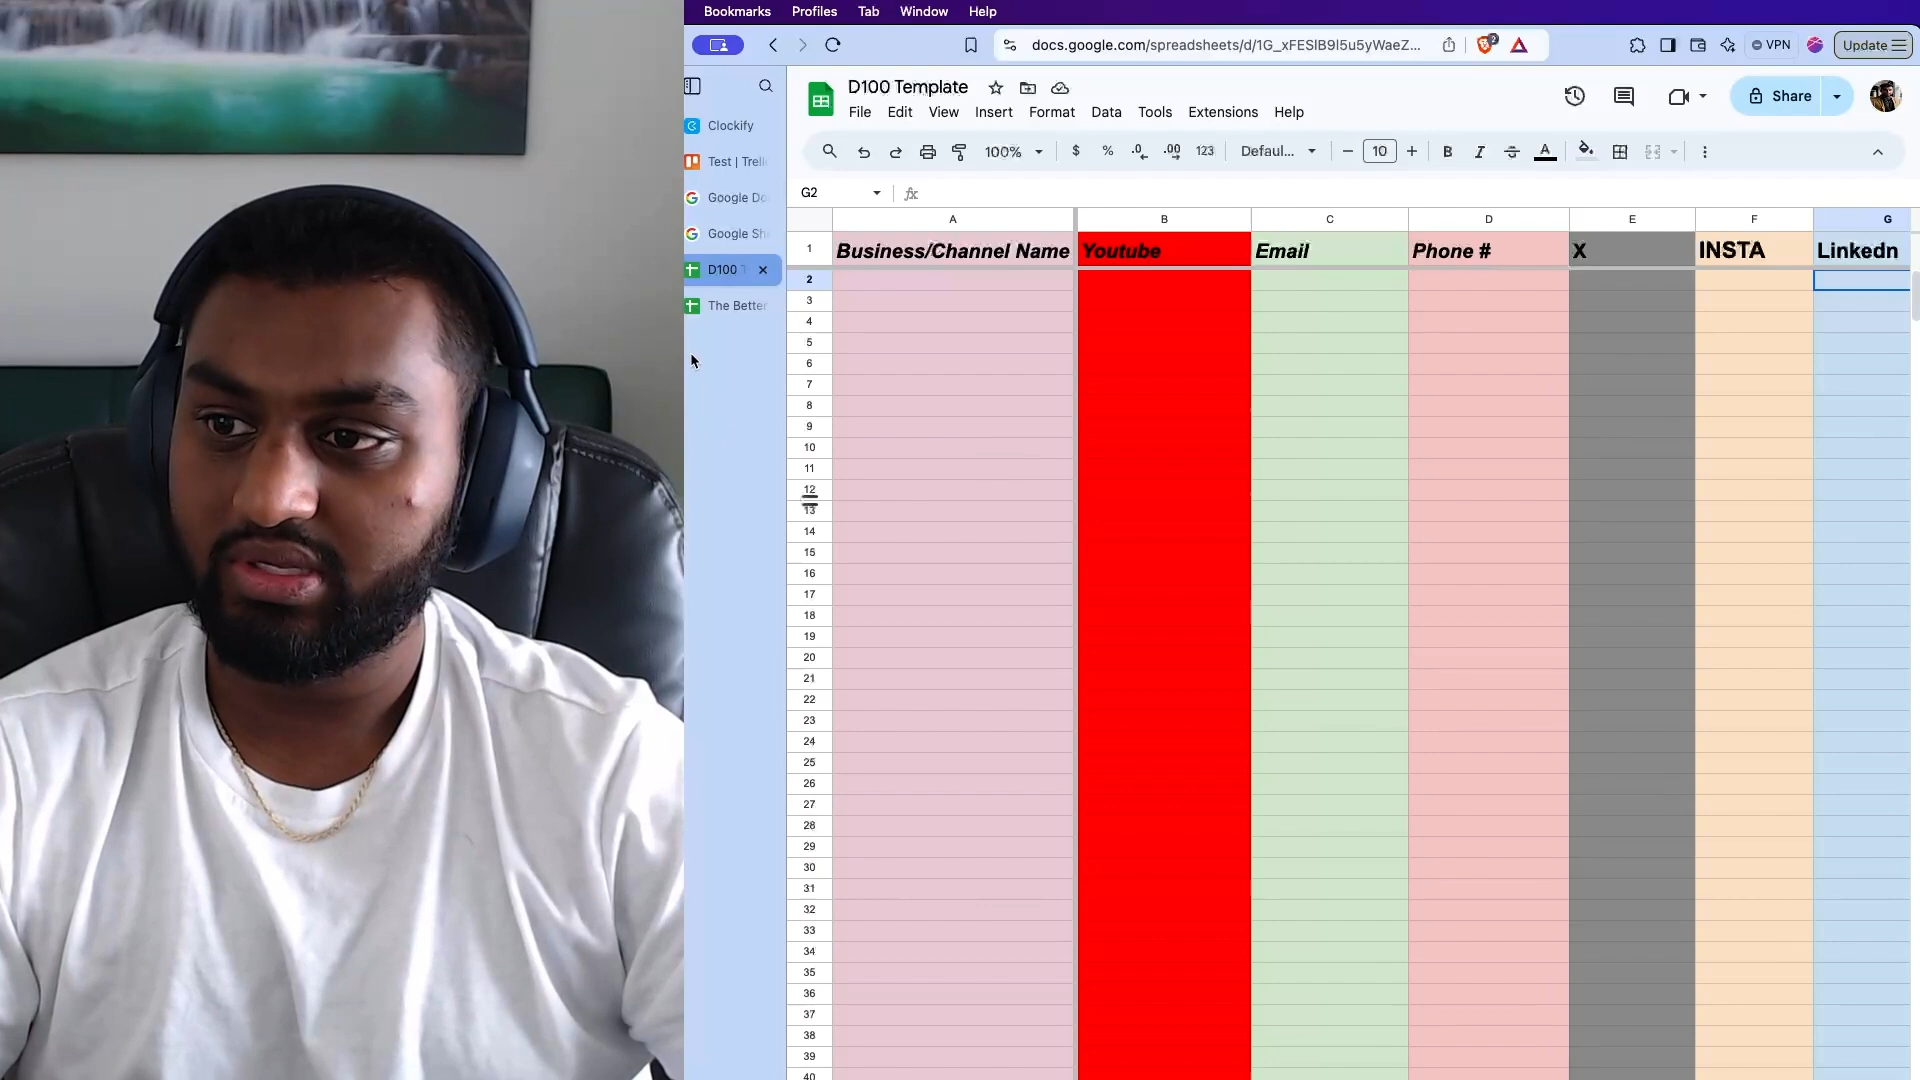 Bookmarks Profiles Tab Window Help
docs.google.com/spreadsheets/d/1G_xFESIB9I5u5yWaeZ...
2
VPN
Update
D100 Template
File Edit View Insert Format Data Tools Extensions Help
Share
Clockify
Test | Trell
Google Do
Google She
D100 T
The Better
100% $ % .0 .00 123 Defaul... 10 B I S A
G2 fx
A B C D E F G
1 Business/Channel Name Youtube Email Phone # X INSTA Linkedn
2
3
4
5
6
7
8
9
10
11
12
13
14
15
16
17
18
19
20
21
22
23
24
25
26
27
28
29
30
31
32
33
34
35
36
37
38
39
40